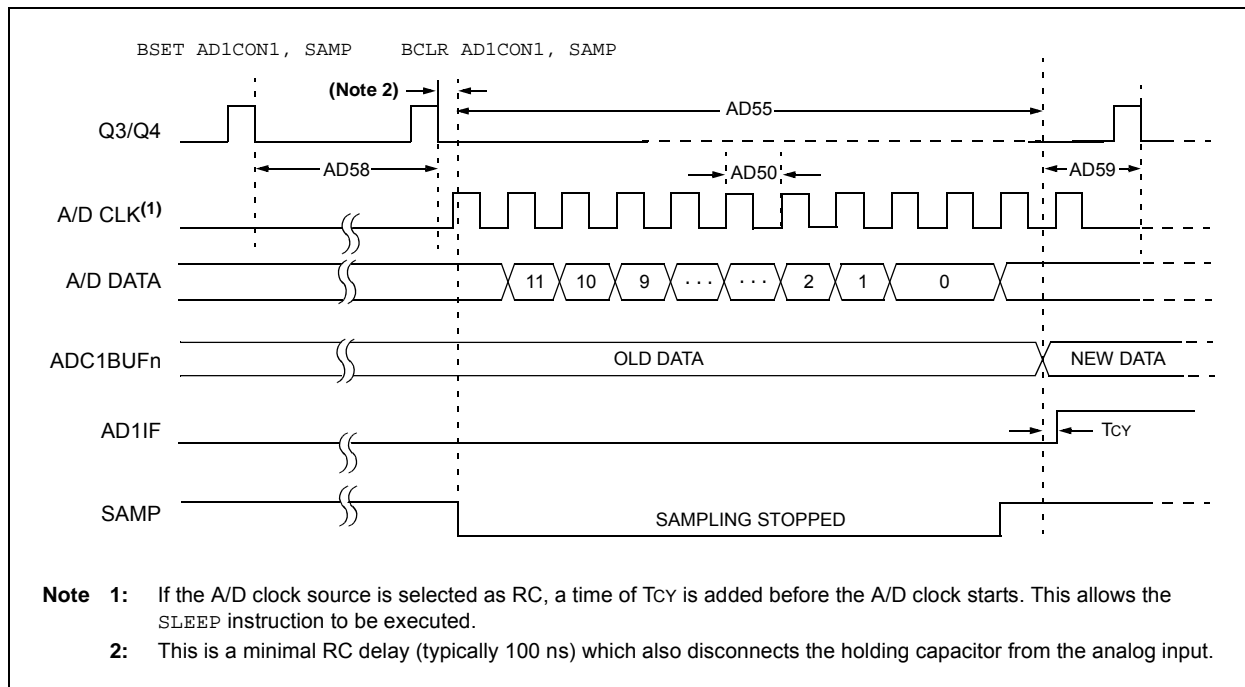 BSET AD1CON1, SAMP BCLR AD1CON1, SAMP
(Note 2)
AD55
Q3/Q4
AD58
AD50
AD59
A/D CLK(1)
A/D DATA 11 10 9 . . . . . . 2 1 0
ADC1BUFn OLD DATA NEW DATA
AD1IF TCY
SAMP SAMPLING STOPPED
Note 1: If the A/D clock source is selected as RC, a time of TCY is added before the A/D clock starts. This allows the
SLEEP instruction to be executed.
2: This is a minimal RC delay (typically 100 ns) which also disconnects the holding capacitor from the analog input.